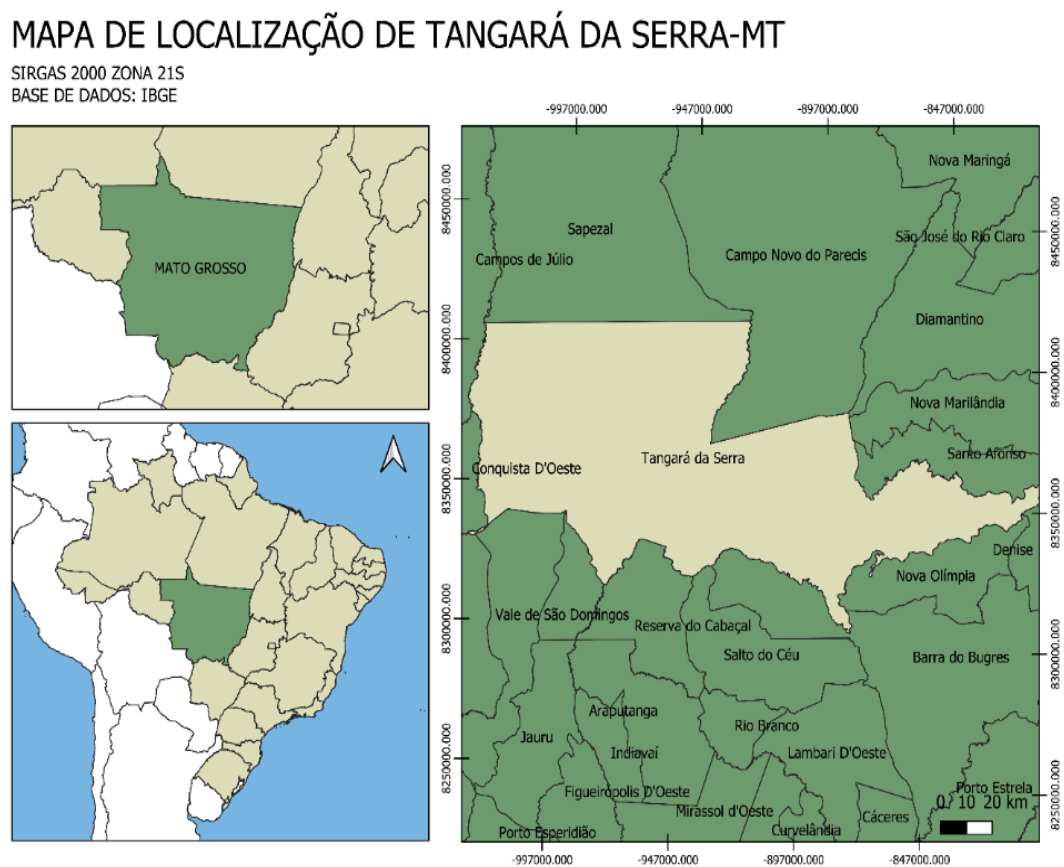 MAPA DE LOCALIZAÇÃO DE TANGARÁ DA SERRA-MT
SIRGAS 2000 ZONA 21S
BASE DE DADOS: IBGE
MATO GROSSO
-997000.000 -947000.000 -897000.000 -847000.000
8450000.000
8400000.000
8350000.000
8300000.000
8250000.000
Nova Maringá
Sapezal
São José do Rio Claro
Campos de Júlio
Campo Novo do Parecis
Diamantino
Nova Marilândia
Santo Afonso
Tangará da Serra
Conquista D'Oeste
Denise
Nova Olímpia
Vale de São Domingos
Reserva do Cabaçal
Salto do Céu
Barra do Bugres
Araputanga
Rio Branco
Jauru
Indiavaí
Lambari D'Oeste
Figueirópolis D'Oeste
Porto Estrela
Mirassol d'Oeste
Cáceres
Curvelândia
Porto Esperidião
0 10 20 km
8450000.000
8400000.000
8350000.000
8300000.000
8250000.000
-997000.000 -947000.000 -897000.000 -847000.000